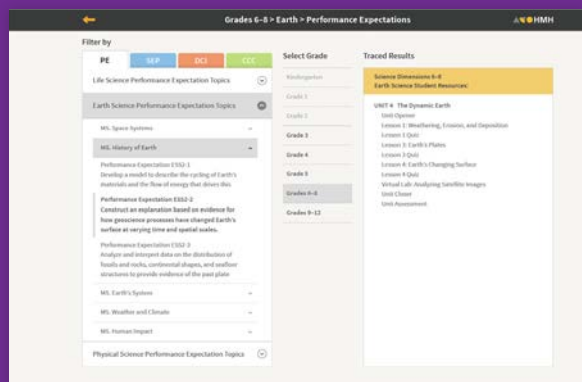 Grades 6–8 > Earth > Performance Expectations
HMH
Filter by
PE
SEP
DCI
CCC
Life Science Performance Expectation Topics
Earth Science Performance Expectation Topics
MS. Space Systems
MS. History of Earth
Performance Expectation ESS2-1
Develop a model to describe the cycling of Earth's
materials and the flow of energy that drives this
Performance Expectation ESS2-2
Construct an explanation based on evidence for
how geoscience processes have changed Earth's
surface at varying time and spatial scales.
Performance Expectation ESS2-3
Analyze and interpret data on the distribution of
fossils and rocks, continental shapes, and seafloor
structures to provide evidence of the past plate
MS. Earth's System
MS. Weather and Climate
MS. Human Impact
Physical Science Performance Expectation Topics
Select Grade
Kindergarten
Grade 1
Grade 2
Grade 3
Grade 4
Grade 5
Grades 6–8
Grades 9–12
Traced Results
Science Dimensions 6–8
Earth Science Student Resources
UNIT 4 The Dynamic Earth
Unit Opener
Lesson 1: Weathering, Erosion, and Deposition
Lesson 1 Quiz
Lesson 3: Earth's Plates
Lesson 3 Quiz
Lesson 4: Earth's Changing Surface
Lesson 4 Quiz
Virtual Lab: Analyzing Satellite Images
Unit Closer
Unit Assessment